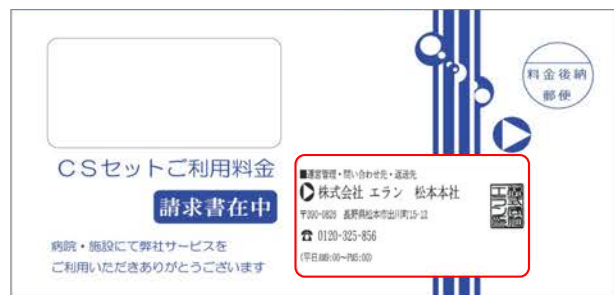 料金後納
郵便
CSセットご利用料金
請求書在中
病院・施設にて弊社サービスを
ご利用いただきありがとうございます
■運営管理・問い合わせ先・返送先
株式会社 エラン 松本本社
〒390-0826 長野県松本市出川町15-12
☎ 0120-325-856
(平日AM9:00～PM5:00)